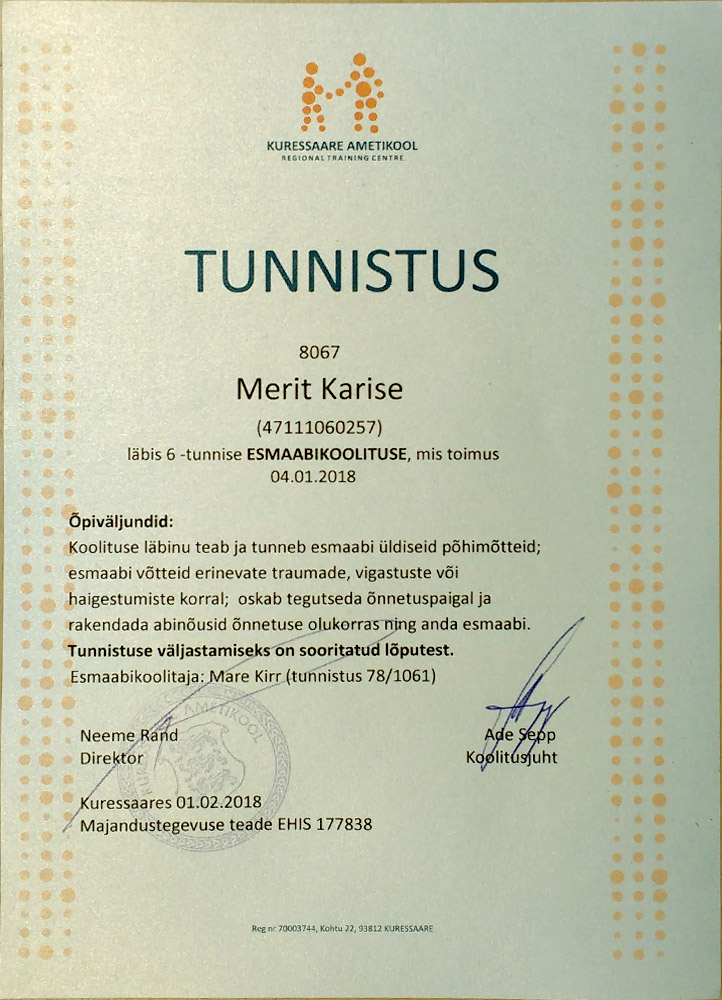 KURESSAARE AMETIKOOL
REGIONAL TRAINING CENTRE
TUNNISTUS
8067
Merit Karise
(47111060257)
läbis 6 -tunnise ESMAABIKOOLITUSE, mis toimus
04.01.2018
Õpiväljundid:
Koolituse läbinu teab ja tunneb esmaabi üldiseid põhimõtteid;
esmaabi võtteid erinevate traumade, vigastuste või
haigestumiste korral; oskab tegutseda õnnetuspaigal ja
rakendada abinõusid õnnetuse olukorras ning anda esmaabi.
Tunnistuse väljastamiseks on sooritatud lõputest.
Esmaabikoolitaja: Mare Kirr (tunnistus 78/1061)
AMETIKOOL
Neeme Rand
Direktor
Ade Sepp
Koolitusjuht
Kuressaares 01.02.2018
Majandustegevuse teade EHIS 177838
Reg nr 70003744, Kohtu 22, 93812 KURESSAARE